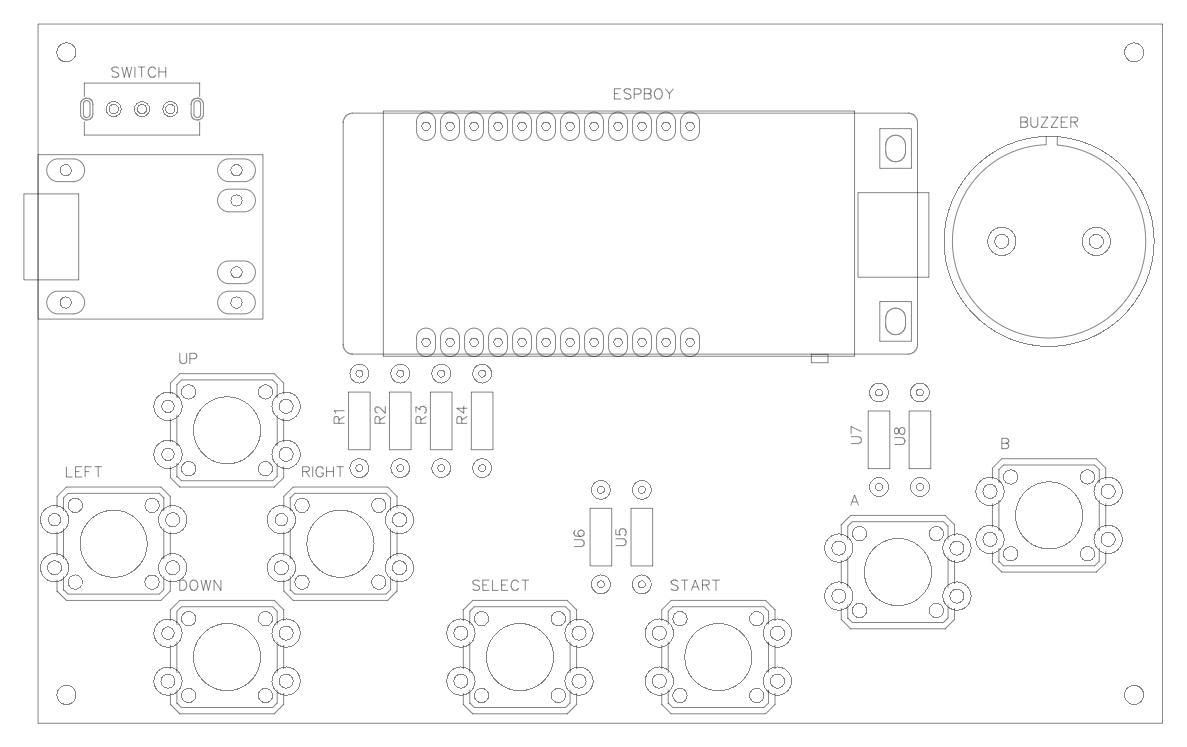 SWITCH
ESPBOY
BUZZER
UP
R1
R2
R3
R4
U7
U8
B
LEFT
RIGHT
A
U6
U5
DOWN
SELECT
START